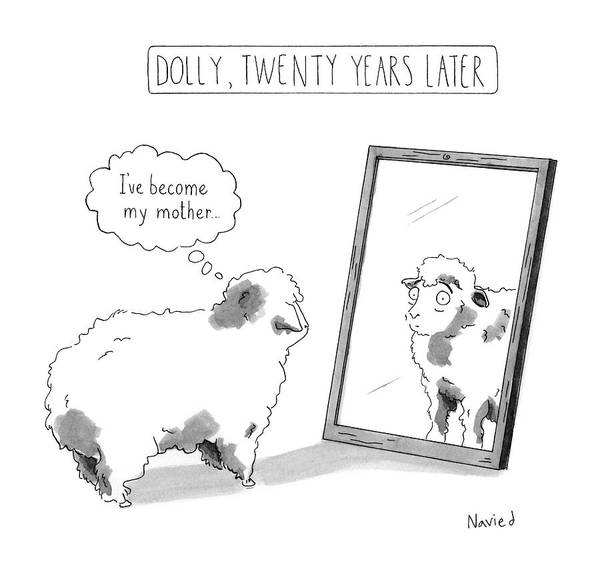 DOLLY, TWENTY YEARS LATER
I've become
my mother...
Navied